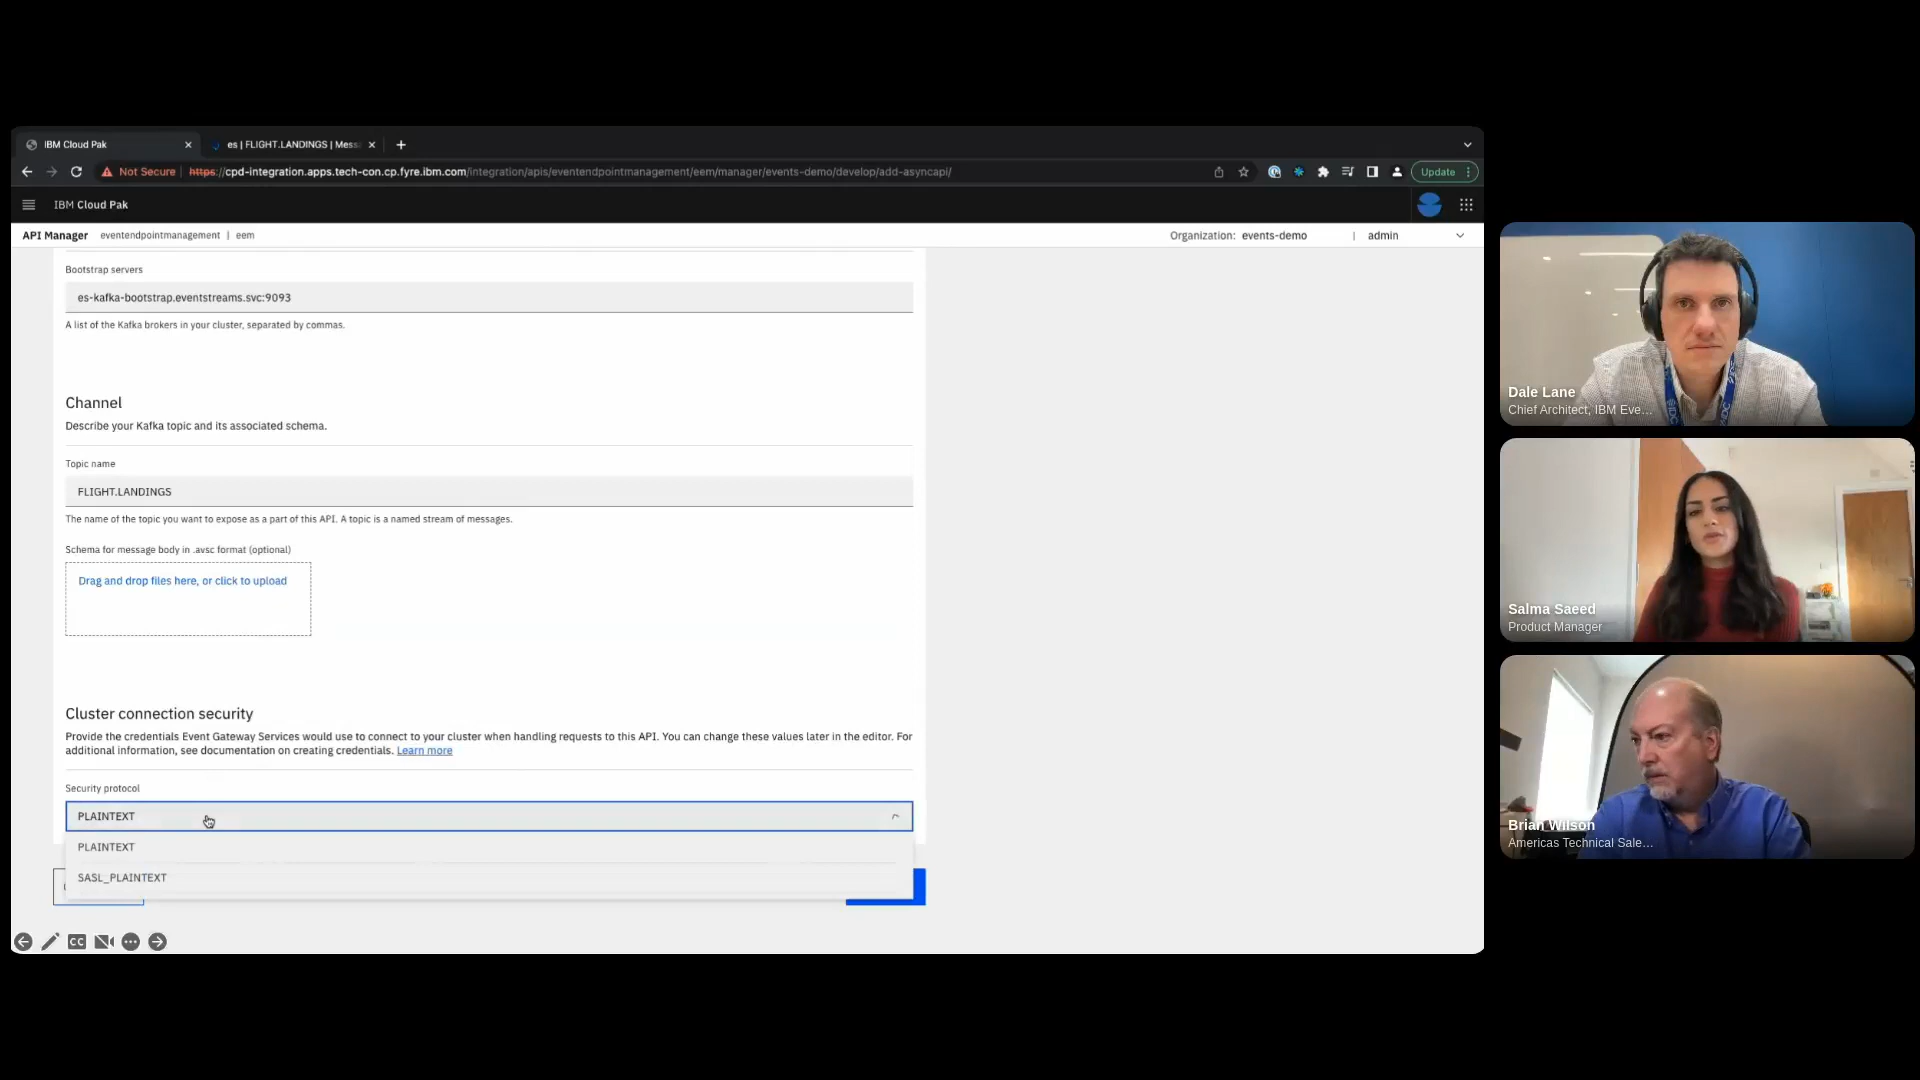 IBM Cloud Pak
es | FLIGHT.LANDINGS | Mess
Not Secure
https://cpd-integration.apps.tech-con.cp.fyre.ibm.com/integration/apis/eventendpointmanagement/eem/manager/events-demo/develop/add-asyncapi/
Update
IBM Cloud Pak
API Manager eventendpointmanagement | eem
Organization: events-demo | admin
Bootstrap servers
es-kafka-bootstrap.eventstreams.svc:9093
A list of the Kafka brokers in your cluster, separated by commas.
Channel
Describe your Kafka topic and its associated schema.
Topic name
FLIGHT.LANDINGS
The name of the topic you want to expose as a part of this API. A topic is a named stream of messages.
Schema for message body in .avsc format (optional)
Drag and drop files here, or click to upload
Cluster connection security
Provide the credentials Event Gateway Services would use to connect to your cluster when handling requests to this API. You can change these values later in the editor. For
additional information, see documentation on creating credentials. Learn more
Security protocol
PLAINTEXT
PLAINTEXT
SASL_PLAINTEXT
CC
Dale Lane
Chief Architect, IBM Eve...
Salma Saeed
Product Manager
Brian Wilson
Americas Technical Sale...